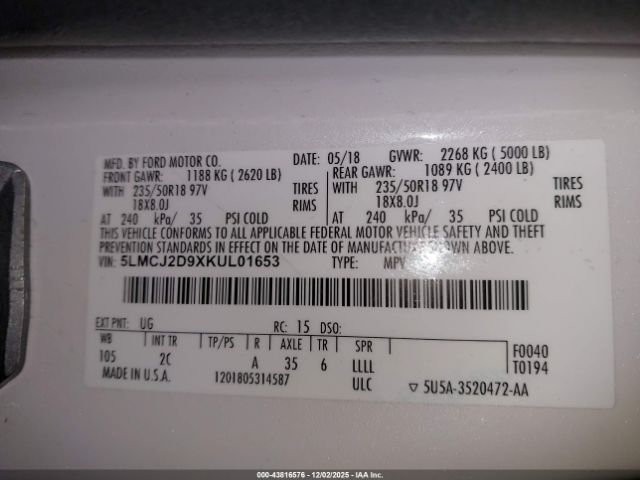 MFD. BY FORD MOTOR CO. DATE: 05/18 GVWR: 2268 KG ( 5000 LB)
FRONT GAWR: 1188 KG ( 2620 LB) REAR GAWR: 1089 KG ( 2400 LB)
WITH 235/50R18 97V TIRES WITH 235/50R18 97V TIRES
18X8.0J RIMS 18X8.0J RIMS
AT 240 kPa/ 35 PSI COLD AT 240 kPa/ 35 PSI COLD
THIS VEHICLE CONFORMS TO ALL APPLICABLE FEDERAL MOTOR VEHICLE SAFETY AND THEFT
PREVENTION STANDARDS IN EFFECT ON THE DATE OF MANUFACTURE SHOWN ABOVE.
VIN: 5LMCJ2D9XKUL01653 TYPE: MPV
EXT PNT: UG RC: 15 DSO:
WB INT TR TP/PS R AXLE TR SPR F0040
105 2C A 35 6 LLLL T0194
MADE IN U.S.A. 1201805314587 ULC ▽ 5U5A-3520472-AA
000-43816576 - 12/02/2025 - IAA Inc.